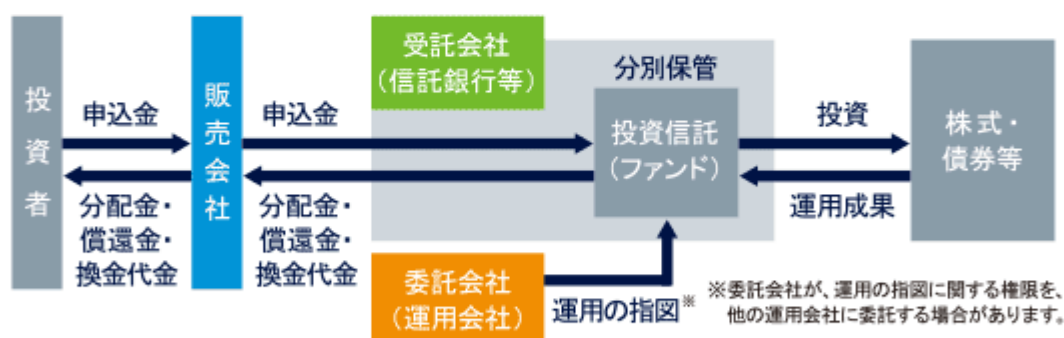 投資者
申込金
分配金・
償還金・
換金代金
販売会社
申込金
分配金・
償還金・
換金代金
受託会社
（信託銀行等）
分別保管
投資信託
（ファンド）
委託会社
（運用会社）
運用の指図※
投資
運用成果
株式・
債券等
※委託会社が、運用の指図に関する権限を、
他の運用会社に委託する場合があります。